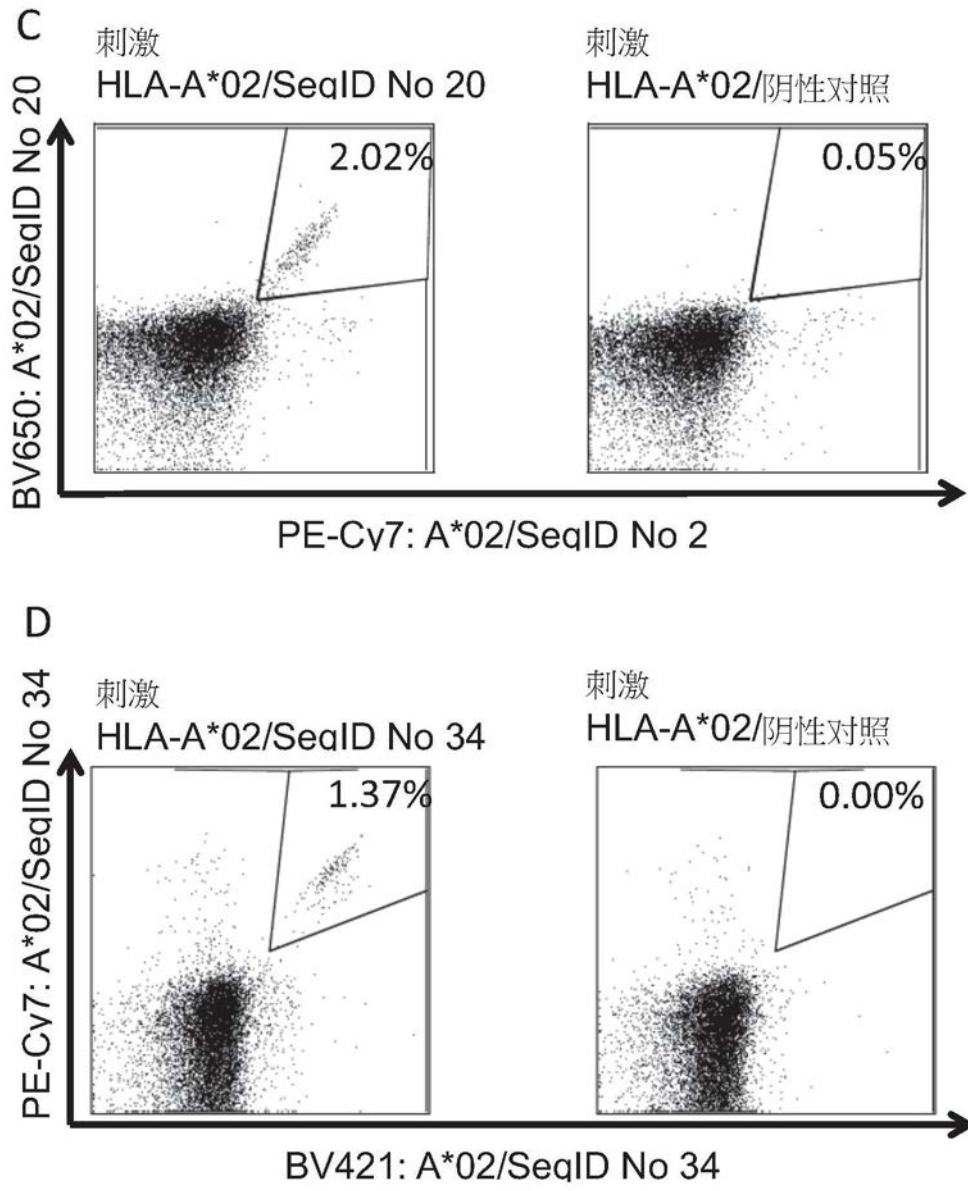 C
刺激
HLA-A*02/SeqID No 20
刺激
HLA-A*02/阴性对照
BV650: A*02/SeqID No 20
2.02%
0.05%
PE-Cy7: A*02/SeqID No 2
D
刺激
HLA-A*02/SeqID No 34
刺激
HLA-A*02/阴性对照
PE-Cy7: A*02/SeqID No 34
1.37%
0.00%
BV421: A*02/SeqID No 34